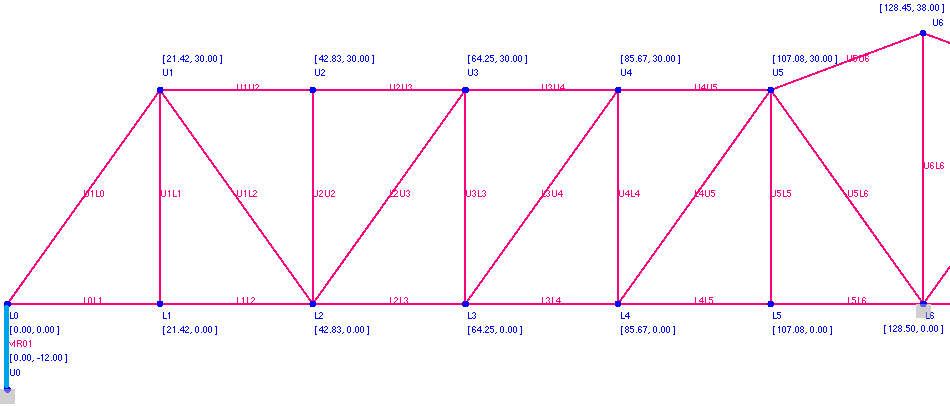 [128.45, 38.00]
U6
[21.42, 30.00]
[42.83, 30.00]
[64.25, 30.00]
[85.67, 30.00]
[107.08, 30.00]
U5U6
U1
U2
U3
U4
U5
U1U2
U2U3
U3U4
U4U5
U6L6
U1L0
U1L1
U1L2
U2U2
L2U3
U3L3
L3U4
U4L4
L4U5
U5L5
U5L6
L0L1
L1L2
L2L3
L3L4
L4L5
L5L6
L0
L1
L2
L3
L4
L5
L6
[0.00, 0.00]
[21.42, 0.00]
[42.83, 0.00]
[64.25, 0.00]
[85.67, 0.00]
[107.08, 0.00]
[128.50, 0.00]
[0.00, -12.00]
U0